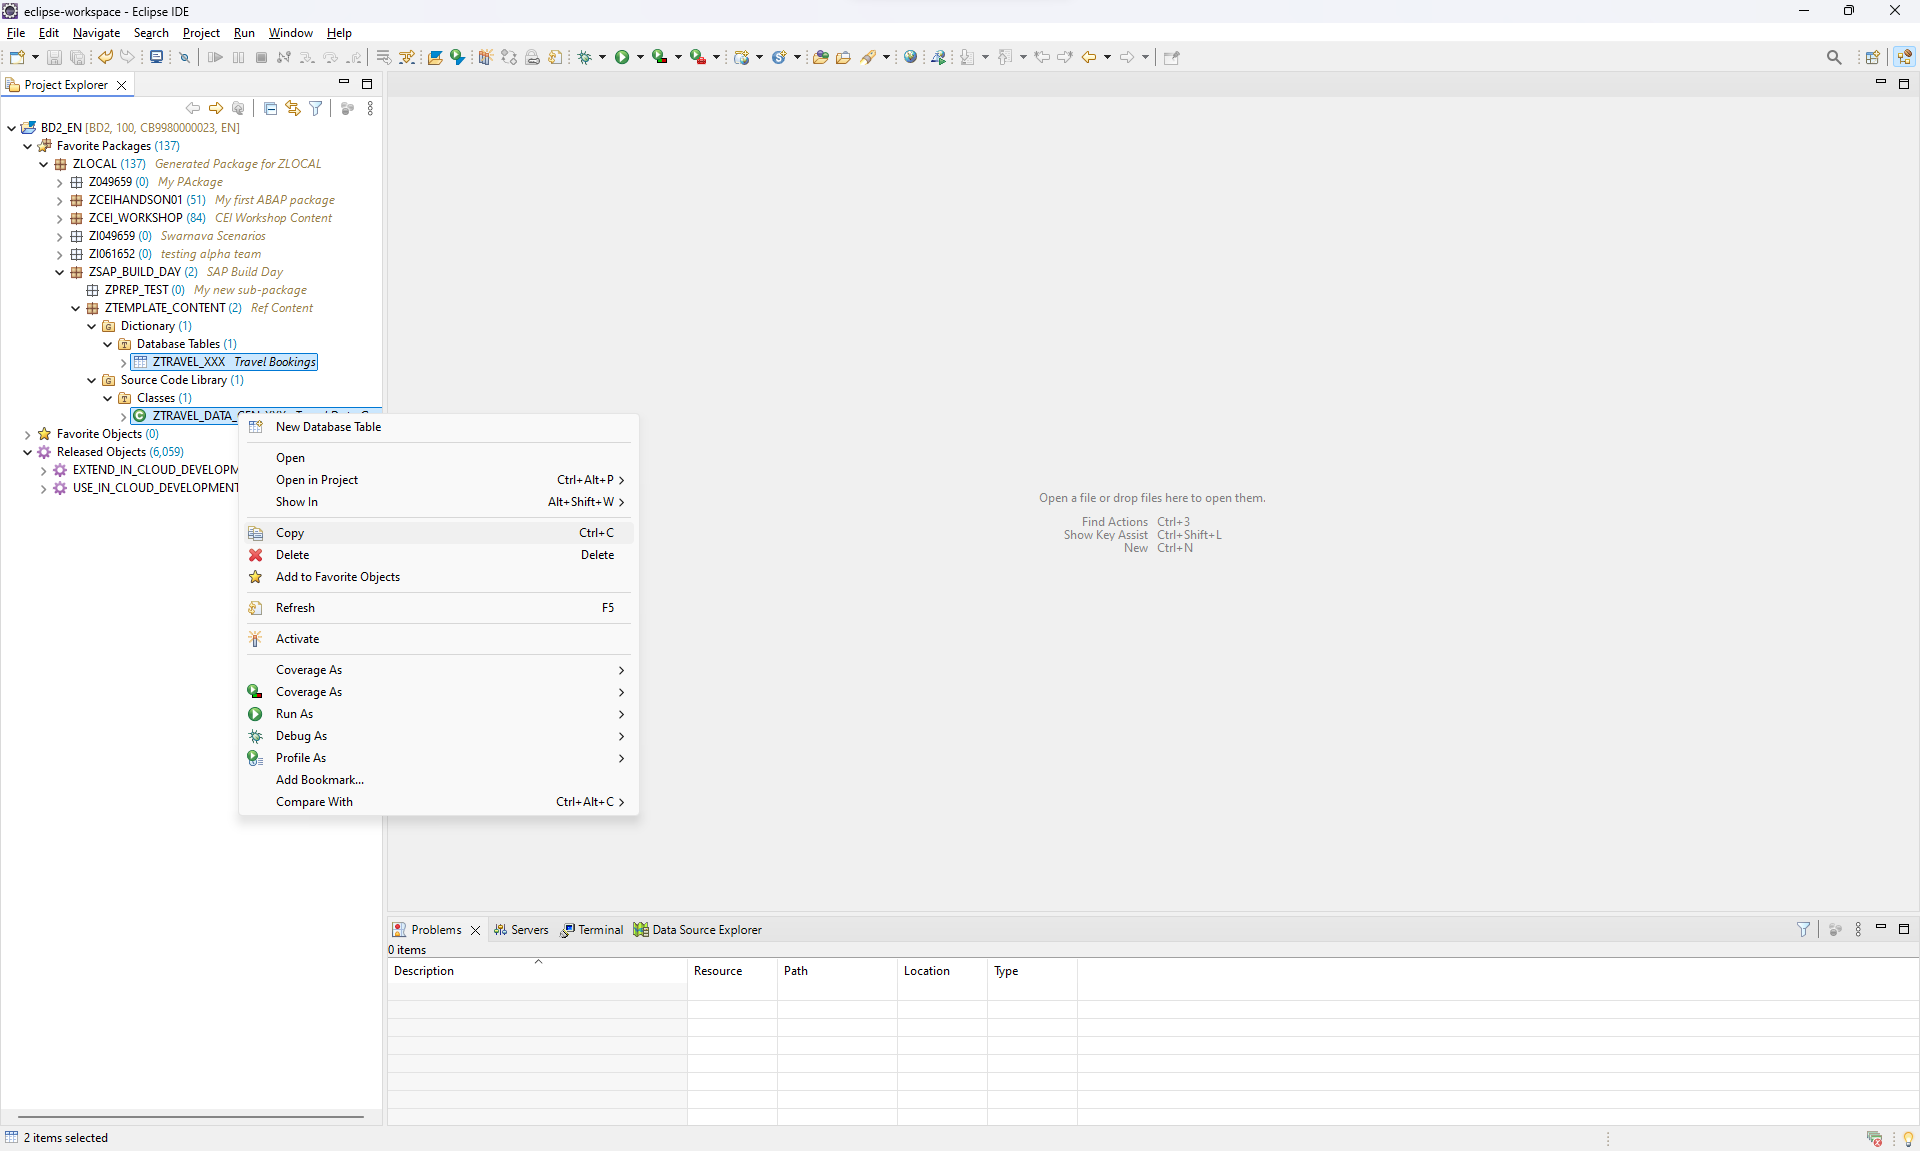 eclipse-workspace - Eclipse IDE
File Edit Navigate Search Project Run Window Help
Project Explorer
BD2_EN [BD2, 100, CB9980000023, EN]
Favorite Packages (137)
ZLOCAL (137) Generated Package for ZLOCAL
Z049659 (0) My PAckage
ZCEIHANDSON01 (51) My first ABAP package
ZCEI_WORKSHOP (84) CEI Workshop Content
ZI049659 (0) Swarnava Scenarios
ZI061652 (0) testing alpha team
ZSAP_BUILD_DAY (2) SAP Build Day
ZPREP_TEST (0) My new sub-package
ZTEMPLATE_CONTENT (2) Ref Content
Dictionary (1)
Database Tables (1)
ZTRAVEL_XXX Travel Bookings
Source Code Library (1)
Classes (1)
ZTRAVEL_DATA_
Favorite Objects (0)
Released Objects (6,059)
EXTEND_IN_CLOUD_DEVELOPM
USE_IN_CLOUD_DEVELOPMENT
New Database Table
Open
Open in Project Ctrl+Alt+P
Show In Alt+Shift+W
Copy Ctrl+C
Delete Delete
Add to Favorite Objects
Refresh F5
Activate
Coverage As
Coverage As
Run As
Debug As
Profile As
Add Bookmark...
Compare With Ctrl+Alt+C
Open a file or drop files here to open them.
Find Actions Ctrl+3
Show Key Assist Ctrl+Shift+L
New Ctrl+N
Problems Servers Terminal Data Source Explorer
0 items
Description Resource Path Location Type
2 items selected